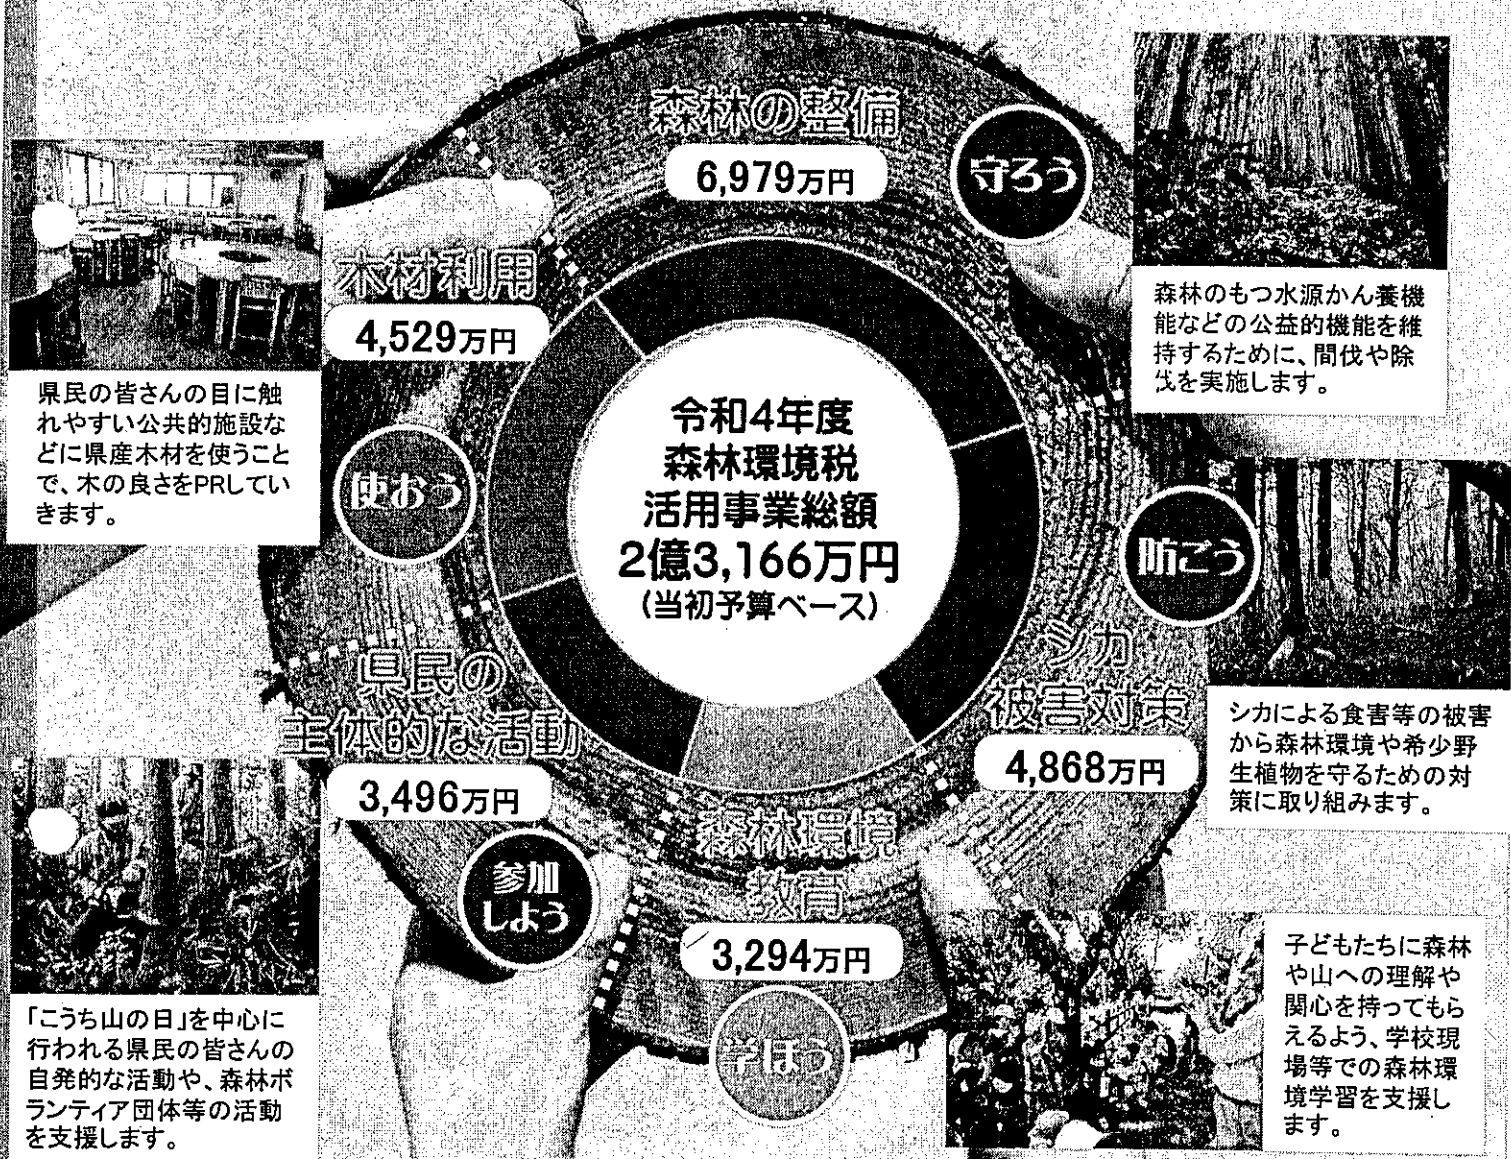 森林の整備
6,979万円
守ろう
森林のもつ水源かん養機
能などの公益的機能を維
持するために、間伐や除
伐を実施します。
木材利用
4,529万円
使おう
県民の皆さんの目に触
れやすい公共的施設な
どに県産木材を使うこと
で、木の良さをPRしてい
きます。
令和4年度
森林環境税
活用事業総額
2億3,166万円
(当初予算ベース)
防こう
シカ
被害対策
4,868万円
シカによる食害等の被害
から森林環境や希少野
生植物を守るための対
策に取り組みます。
県民の
主体的な活動
3,496万円
参加
しよう
「こうち山の日」を中心に
行われる県民の皆さんの
自発的な活動や、森林ボ
ランティア団体等の活動
を支援します。
森林環境
教育
3,294万円
学ぼう
子どもたちに森林
や山への理解や
関心を持ってもら
えるよう、学校現
場等での森林環
境学習を支援し
ます。